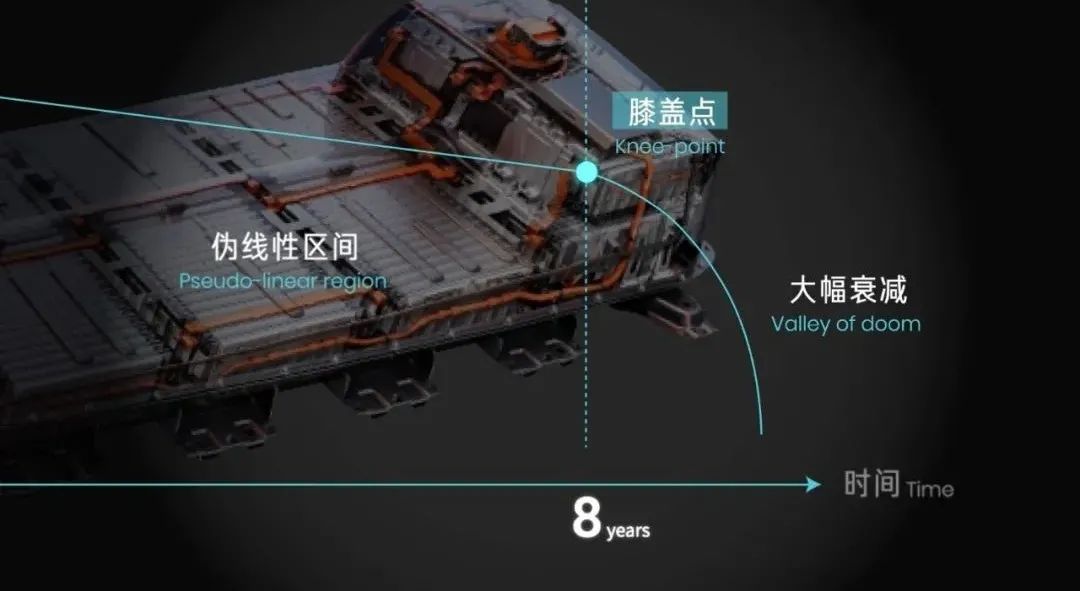 膝盖点
Knee-point
伪线性区间
Pseudo-linear region
大幅衰减
Valley of doom
时间 Time
8 years